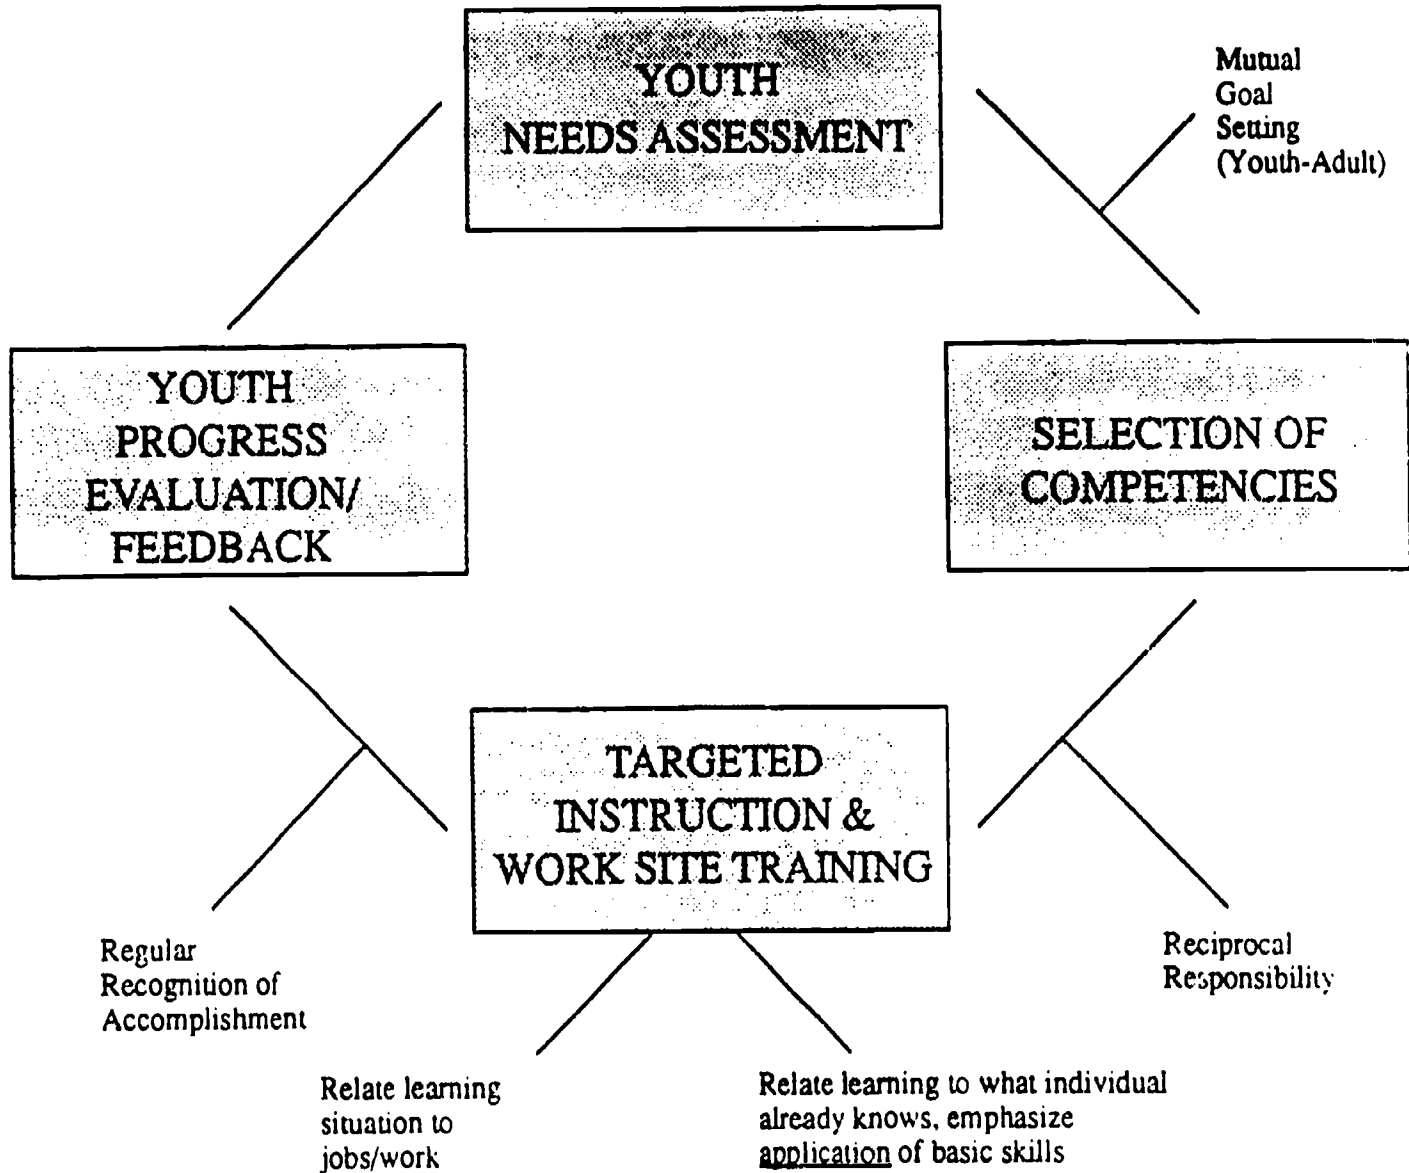 YOUTH
NEEDS ASSESSMENT
Mutual
Goal
Setting
(Youth-Adult)
YOUTH
PROGRESS
EVALUATION/
FEEDBACK
SELECTION OF
COMPETENCIES
TARGETED
INSTRUCTION &
WORK SITE TRAINING
Regular
Recognition of
Accomplishment
Reciprocal
Responsibility
Relate learning
situation to
jobs/work
Relate learning to what individual
already knows, emphasize
application of basic skills